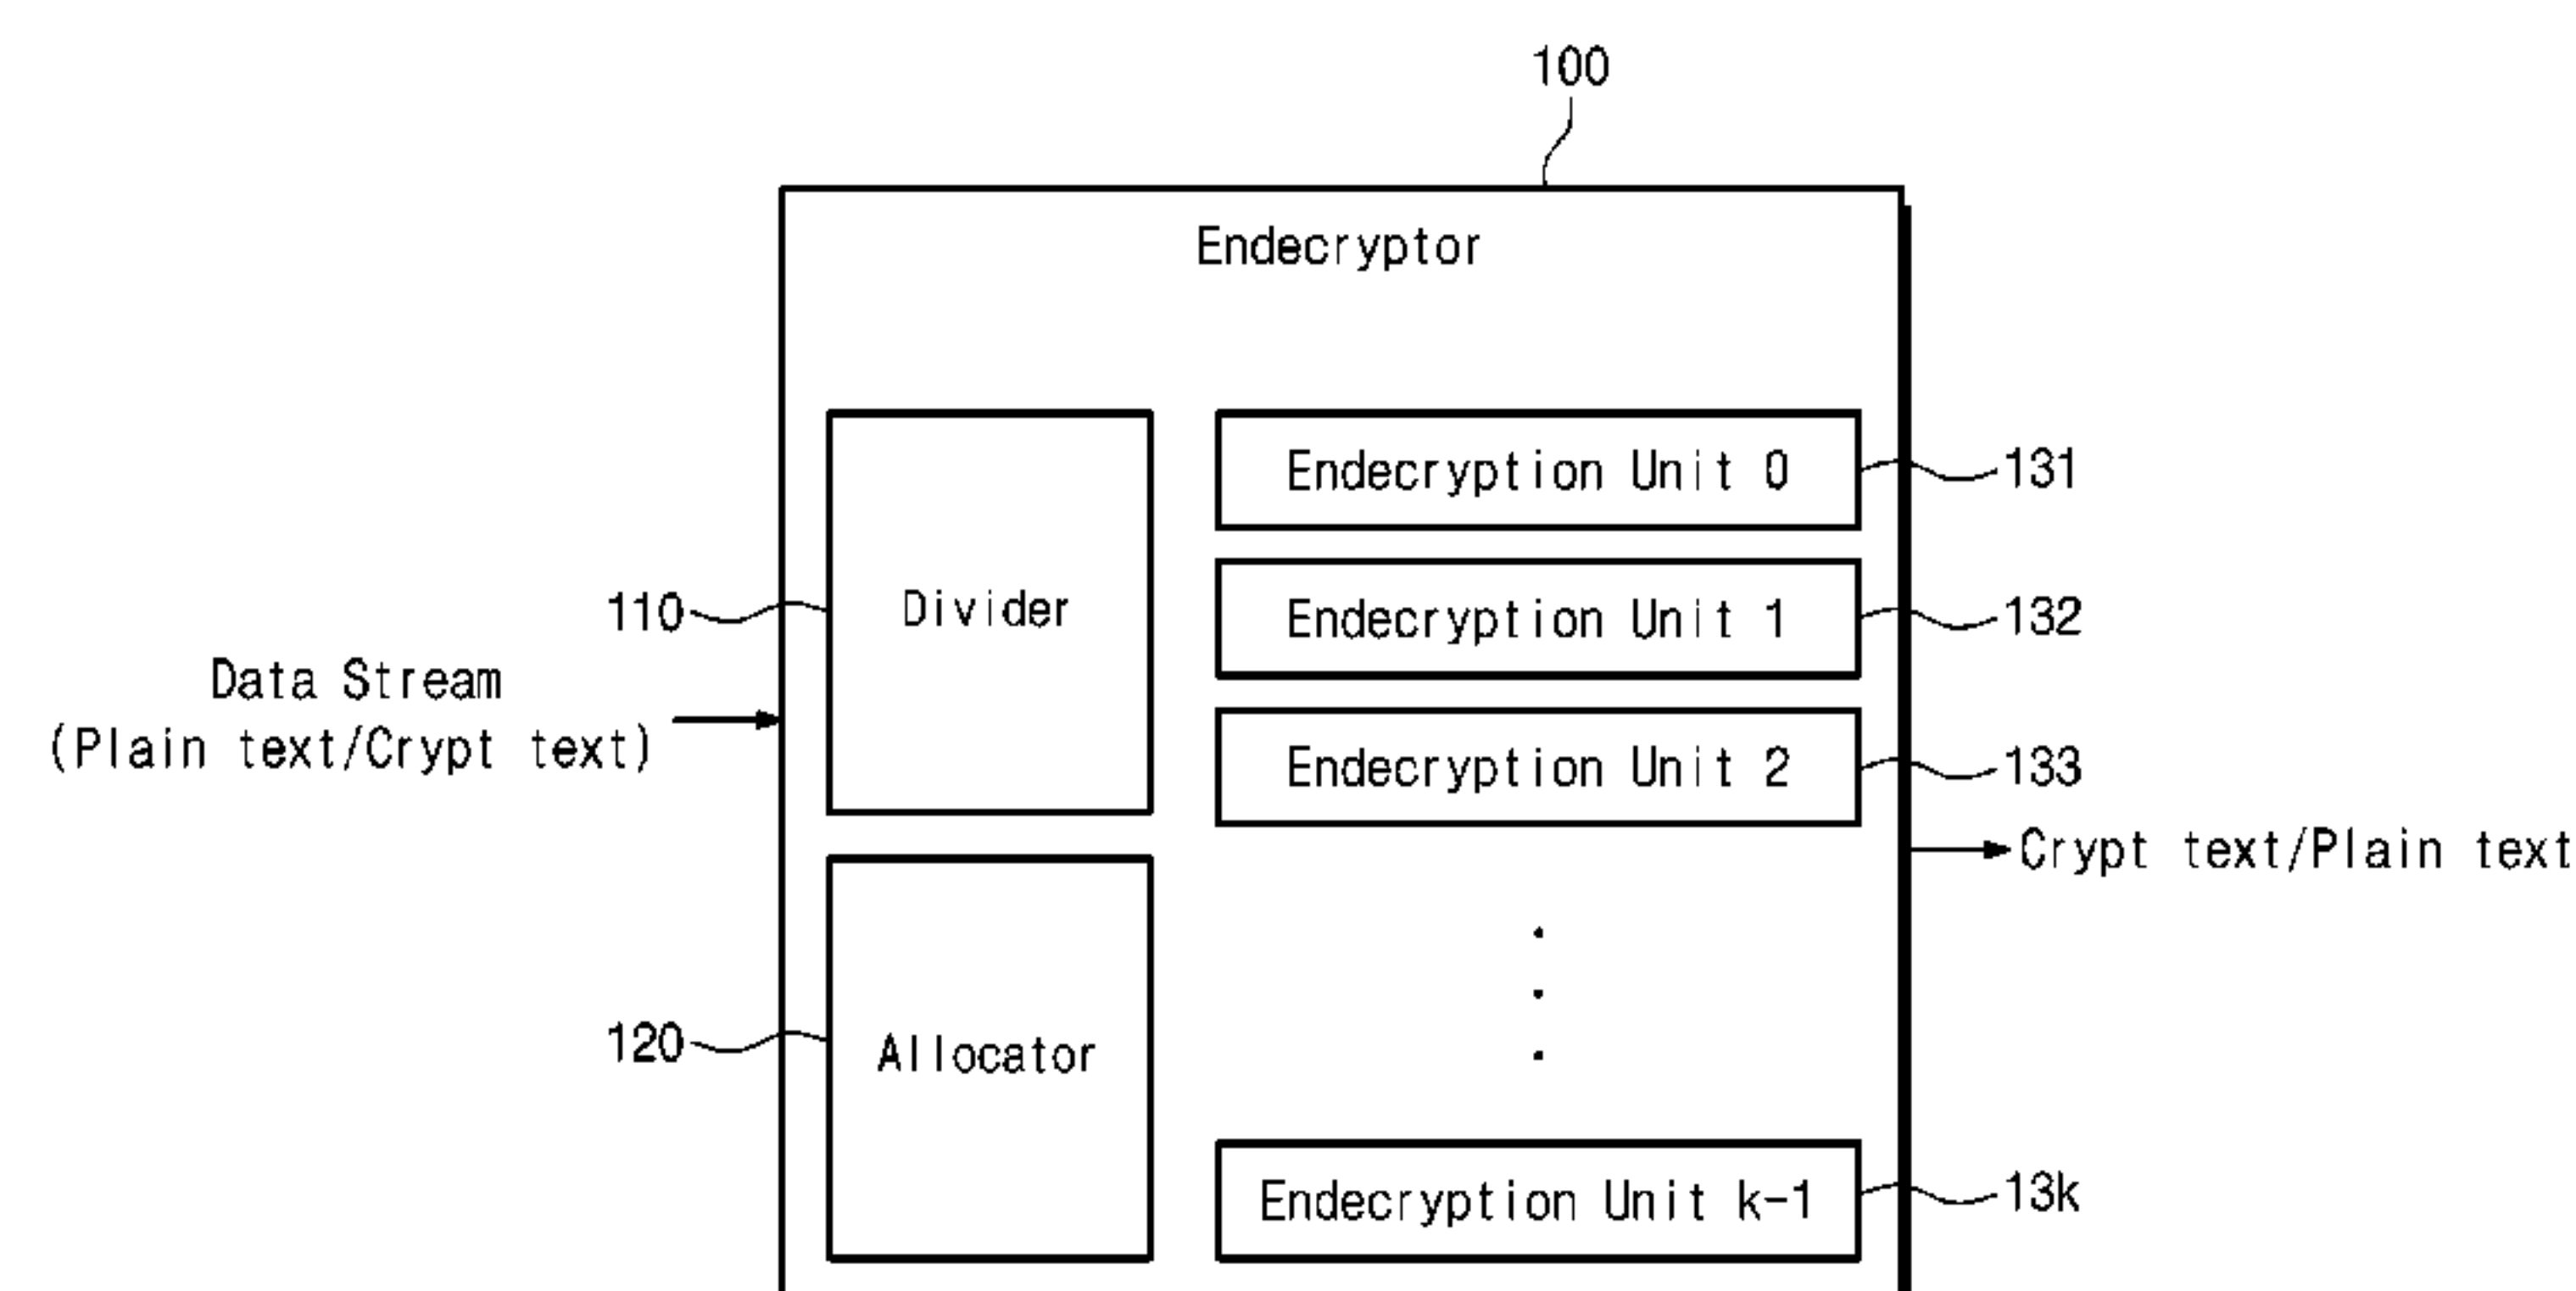 100
Endecryptor
Endecryption Unit 0
131
110
Divider
Endecryption Unit 1
132
Data Stream
(Plain text/Crypt text)
Endecryption Unit 2
133
Crypt text/Plain text
120
Allocator
Endecryption Unit k-1
13k